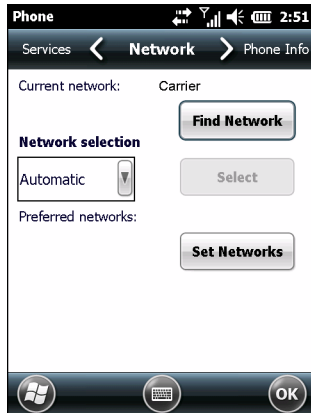 Phone 2:51
Services Network Phone Info
Current network: Carrier
Find Network
Network selection
Automatic Select
Preferred networks:
Set Networks
OK